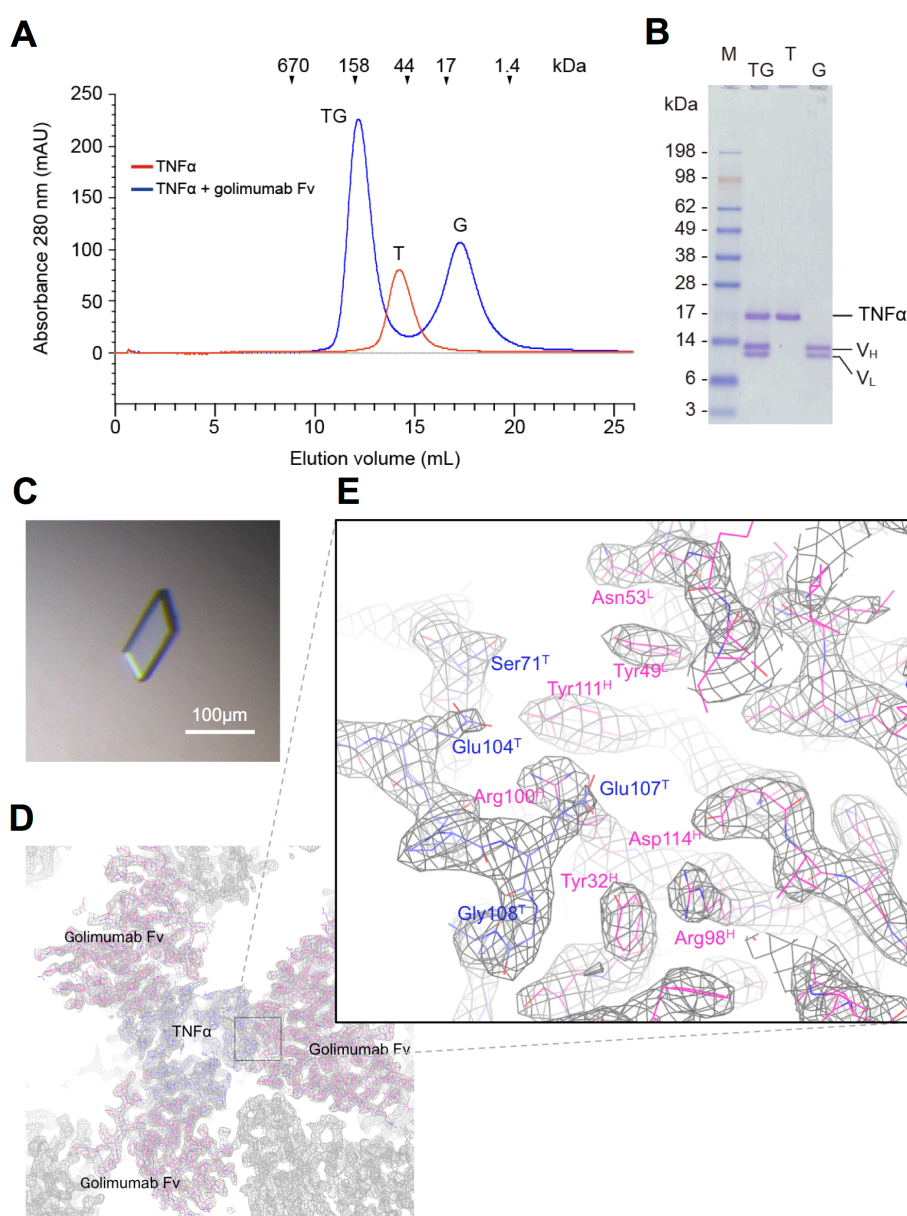 A
670 158 44 17 1.4 kDa
250
200
150
100
50
0
Absorbance 280 nm (mAU)
TNFα
TNFα + golimumab Fv
TG
T
G
0 5 10 15 20 25
Elution volume (mL)
B
M TG T G
kDa
198 -
98 -
62 -
49 -
38 -
28 -
17 -
14 -
6 -
3 -
TNFα
VH
VL
C
100μm
D
Golimumab Fv
TNFα
Golimumab Fv
Golimumab Fv
E
Asn53L
Ser71T
Tyr49L
Tyr111H
Glu104T
Arg100H
Glu107T
Asp114H
Tyr32H
Gly108T
Arg98H